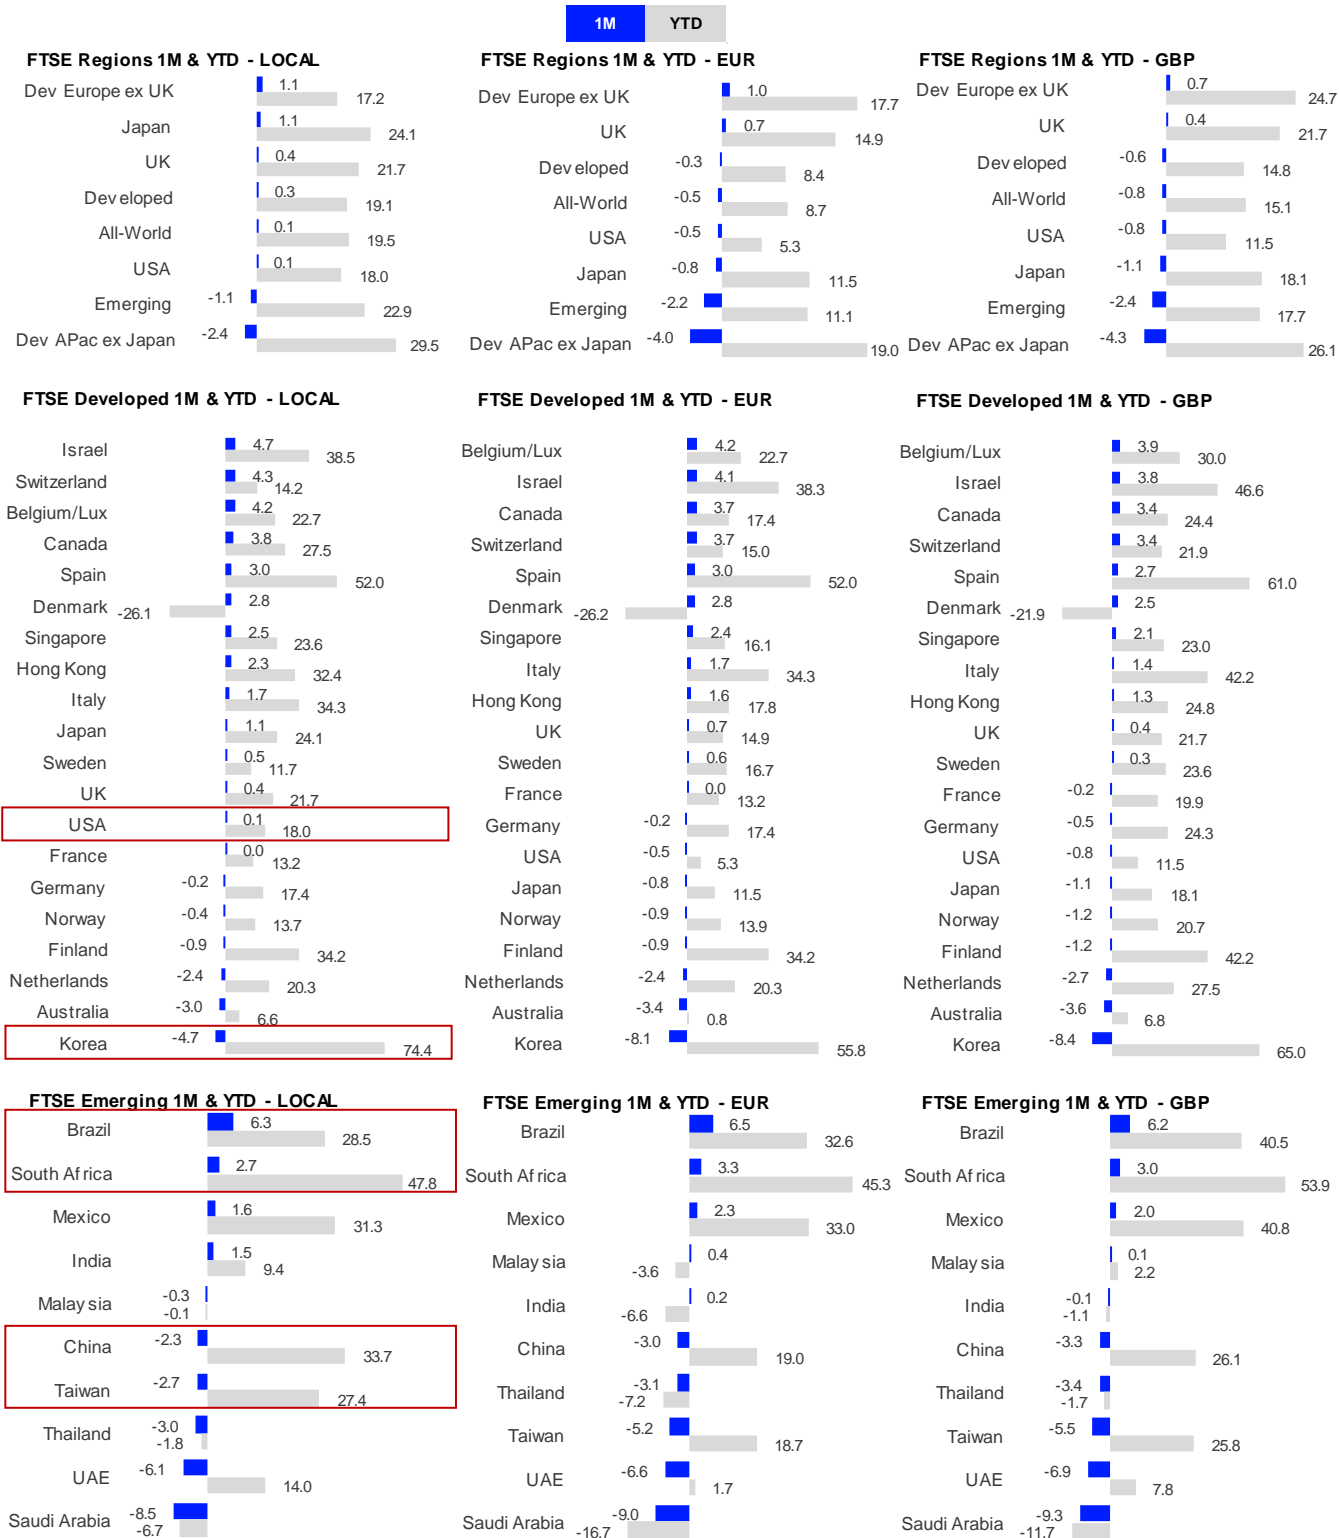 1M YTD
FTSE Regions 1M & YTD - LOCAL
Dev Europe ex UK 1.1 17.2
Japan 1.1 24.1
UK 0.4 21.7
Developed 0.3 19.1
All-World 0.1 19.5
USA 0.1 18.0
Emerging -1.1 22.9
Dev APac ex Japan -2.4 29.5
FTSE Regions 1M & YTD - EUR
Dev Europe ex UK 1.0 17.7
UK 0.7 14.9
Developed -0.3 8.4
All-World -0.5 8.7
USA -0.5 5.3
Japan -0.8 11.5
Emerging -2.2 11.1
Dev APac ex Japan -4.0 19.0
FTSE Regions 1M & YTD - GBP
Dev Europe ex UK 0.7 24.7
UK 0.4 21.7
Developed -0.6 14.8
All-World -0.8 15.1
USA -0.8 11.5
Japan -1.1 18.1
Emerging -2.4 17.7
Dev APac ex Japan -4.3 26.1
FTSE Developed 1M & YTD - LOCAL
Israel 4.7 38.5
Switzerland 4.3 14.2
Belgium/Lux 4.2 22.7
Canada 3.8 27.5
Spain 3.0 52.0
Denmark -26.1 2.8
Singapore 2.5 23.6
Hong Kong 2.3 32.4
Italy 1.7 34.3
Japan 1.1 24.1
Sweden 0.5 11.7
UK 0.4 21.7
USA 0.1 18.0
France 0.0 13.2
Germany -0.2 17.4
Norway -0.4 13.7
Finland -0.9 34.2
Netherlands -2.4 20.3
Australia -3.0 6.6
Korea -4.7 74.4
FTSE Developed 1M & YTD - EUR
Belgium/Lux 4.2 22.7
Israel 4.1 38.3
Canada 3.7 17.4
Switzerland 3.7 15.0
Spain 3.0 52.0
Denmark -26.2 2.8
Singapore 2.4 16.1
Italy 1.7 34.3
Hong Kong 1.6 17.8
UK 0.7 14.9
Sweden 0.6 16.7
France 0.0 13.2
Germany -0.2 17.4
USA -0.5 5.3
Japan -0.8 11.5
Norway -0.9 13.9
Finland -0.9 34.2
Netherlands -2.4 20.3
Australia -3.4 0.8
Korea -8.1 55.8
FTSE Developed 1M & YTD - GBP
Belgium/Lux 3.9 30.0
Israel 3.8 46.6
Canada 3.4 24.4
Switzerland 3.4 21.9
Spain 2.7 61.0
Denmark -21.9 2.5
Singapore 2.1 23.0
Italy 1.4 42.2
Hong Kong 1.3 24.8
UK 0.4 21.7
Sweden 0.3 23.6
France -0.2 19.9
Germany -0.5 24.3
USA -0.8 11.5
Japan -1.1 18.1
Norway -1.2 20.7
Finland -1.2 42.2
Netherlands -2.7 27.5
Australia -3.6 6.8
Korea -8.4 65.0
FTSE Emerging 1M & YTD - LOCAL
Brazil 6.3 28.5
South Africa 2.7 47.8
Mexico 1.6 31.3
India 1.5 9.4
Malaysia -0.3 -0.1
China -2.3 33.7
Taiwan -2.7 27.4
Thailand -3.0 -1.8
UAE -6.1 14.0
Saudi Arabia -8.5 -6.7
FTSE Emerging 1M & YTD - EUR
Brazil 6.5 32.6
South Africa 3.3 45.3
Mexico 2.3 33.0
Malaysia 0.4 -3.6
India 0.2 -6.6
China -3.0 19.0
Thailand -3.1 -7.2
Taiwan -5.2 18.7
UAE -6.6 1.7
Saudi Arabia -9.0 -16.7
FTSE Emerging 1M & YTD - GBP
Brazil 6.2 40.5
South Africa 3.0 53.9
Mexico 2.0 40.8
Malaysia 0.1 2.2
India -0.1 -1.1
China -3.3 26.1
Thailand -3.4 -1.7
Taiwan -5.5 25.8
UAE -6.9 7.8
Saudi Arabia -9.3 -11.7